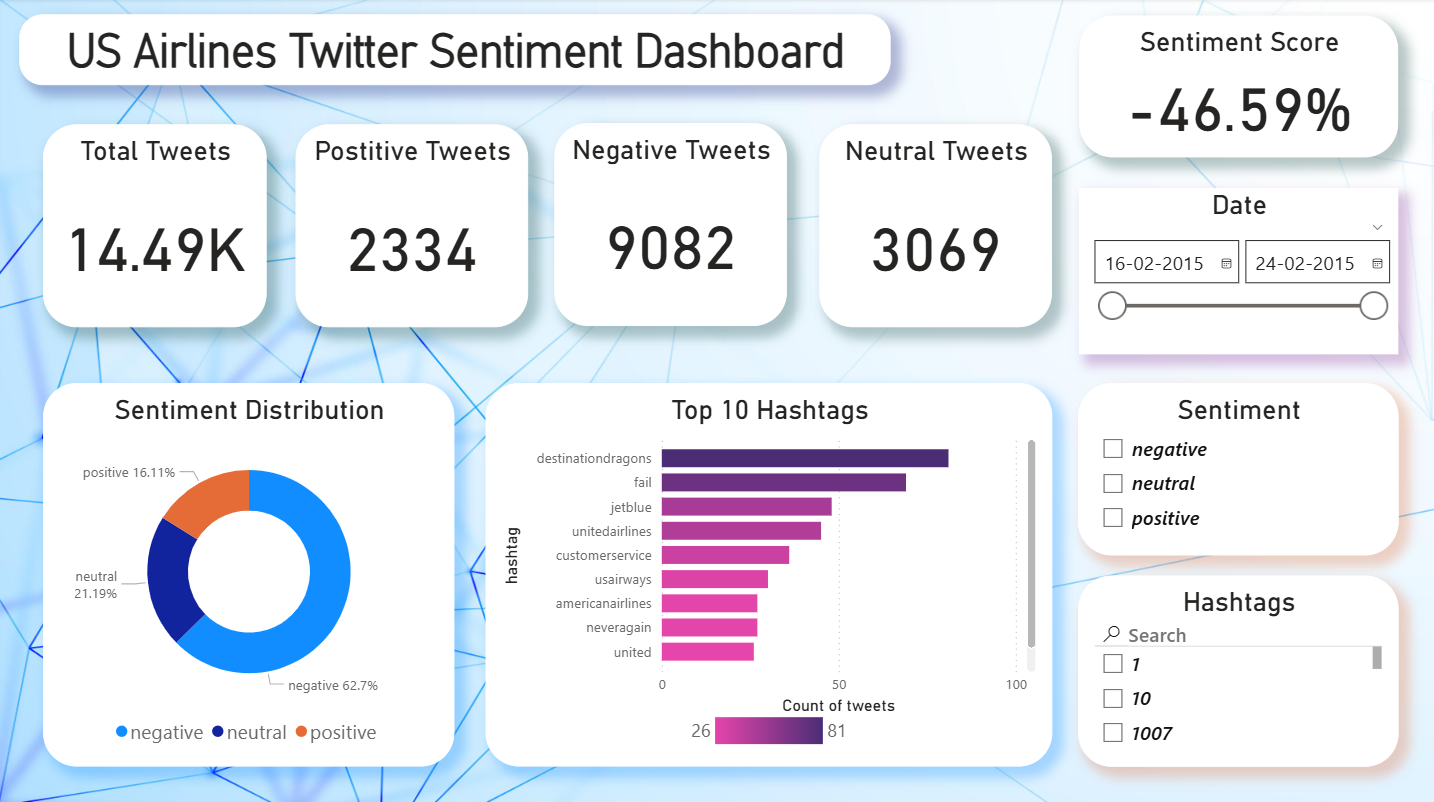 US Airlines Twitter Sentiment Dashboard
Sentiment Score
-46.59%
Total Tweets
14.49K
Postitive Tweets
2334
Negative Tweets
9082
Neutral Tweets
3069
Date
16-02-2015
24-02-2015
Sentiment Distribution
positive 16.11%
neutral
21.19%
negative 62.7%
negative
neutral
positive
Top 10 Hashtags
hashtag
destinationdragons
fail
jetblue
unitedairlines
customerservice
usairways
americanairlines
neveragain
united
0
50
100
Count of tweets
26
81
Sentiment
negative
neutral
positive
Hashtags
Search
1
10
1007